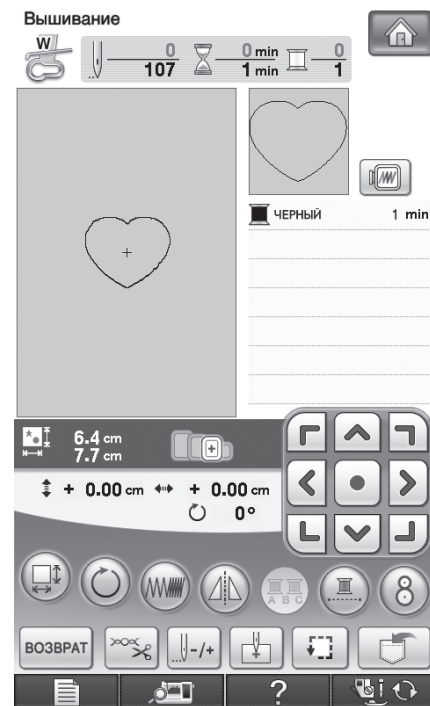 Вышивание
W
0 0 min 0
107 1 min 1
ЧЕРНЫЙ 1 min
6.4 cm
7.7 cm
+ 0.00 cm + 0.00 cm
0°
A B C
8
ВОЗВРАТ -/+
?